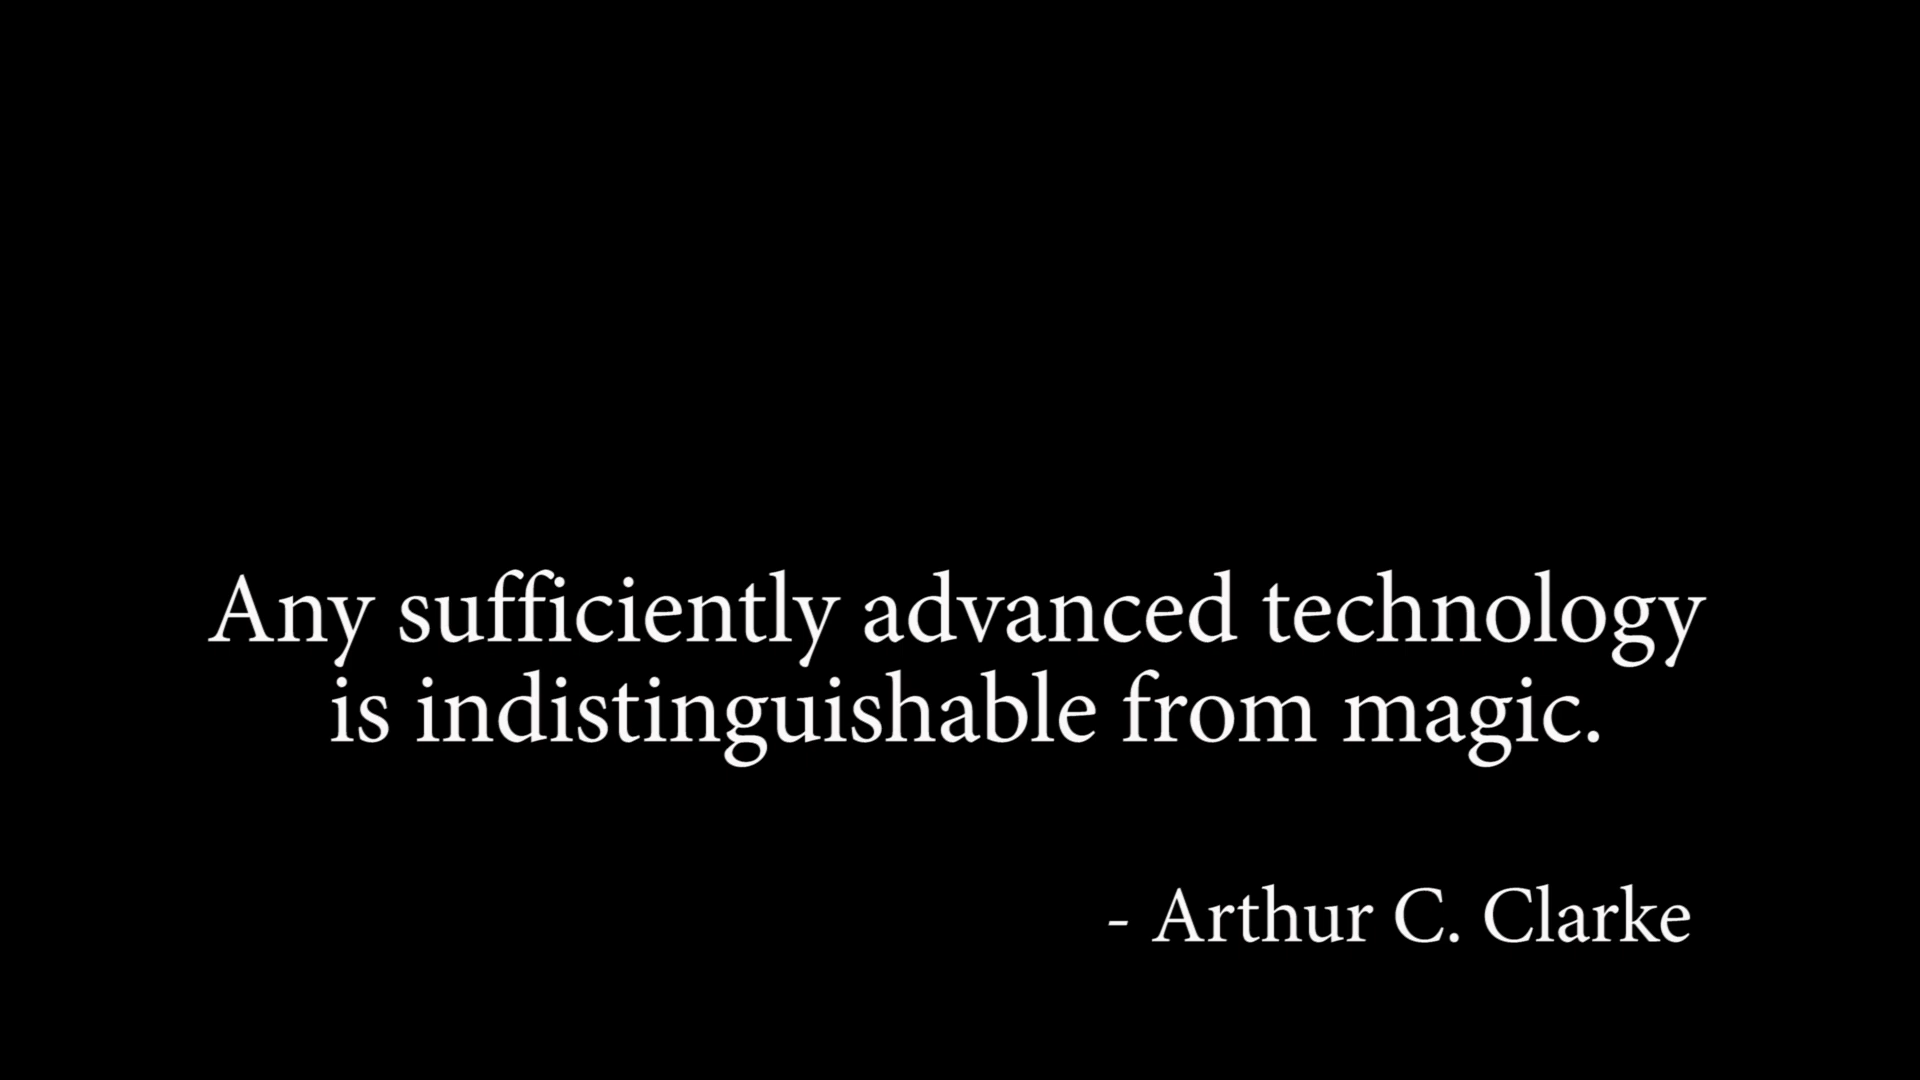 Any sufficiently advanced technology
is indistinguishable from magic.
- Arthur C. Clarke